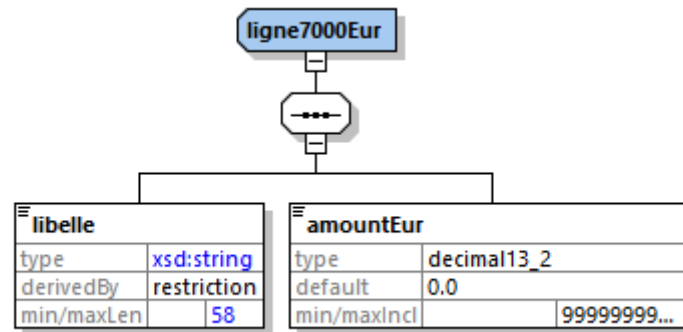 ligne7000Eur
libelle
type xsd:string
derivedBy restriction
min/maxLen 58
amountEur
type decimal13_2
default 0.0
min/maxIncl 99999999...